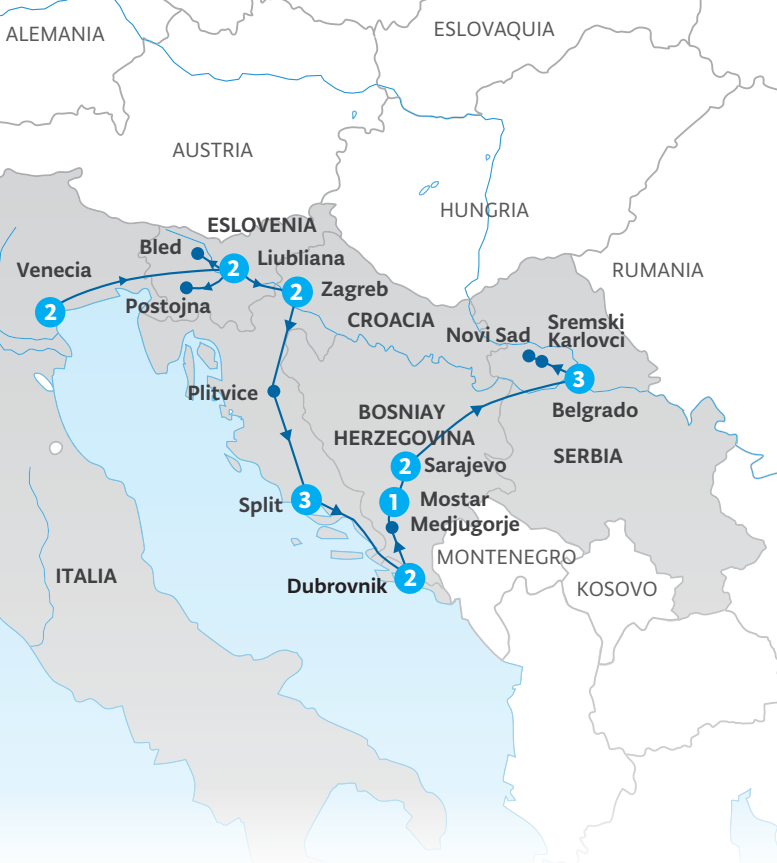 ESLOVAQUIA
ALEMANIA
AUSTRIA
HUNGRIA
ESLOVENIA
Bled
Liubliana
2
Venecia
RUMANIA
Postojna
2
Zagreb
2
CROACIA
Sremski
Novi Sad
Karlovci
3
Plitvice
Belgrado
BOSNIAY
HERZEGOVINA
SERBIA
2
Sarajevo
Split
3
1
Mostar
Medjugorje
MONTENEGRO
ITALIA
Dubrovnik
2
KOSOVO